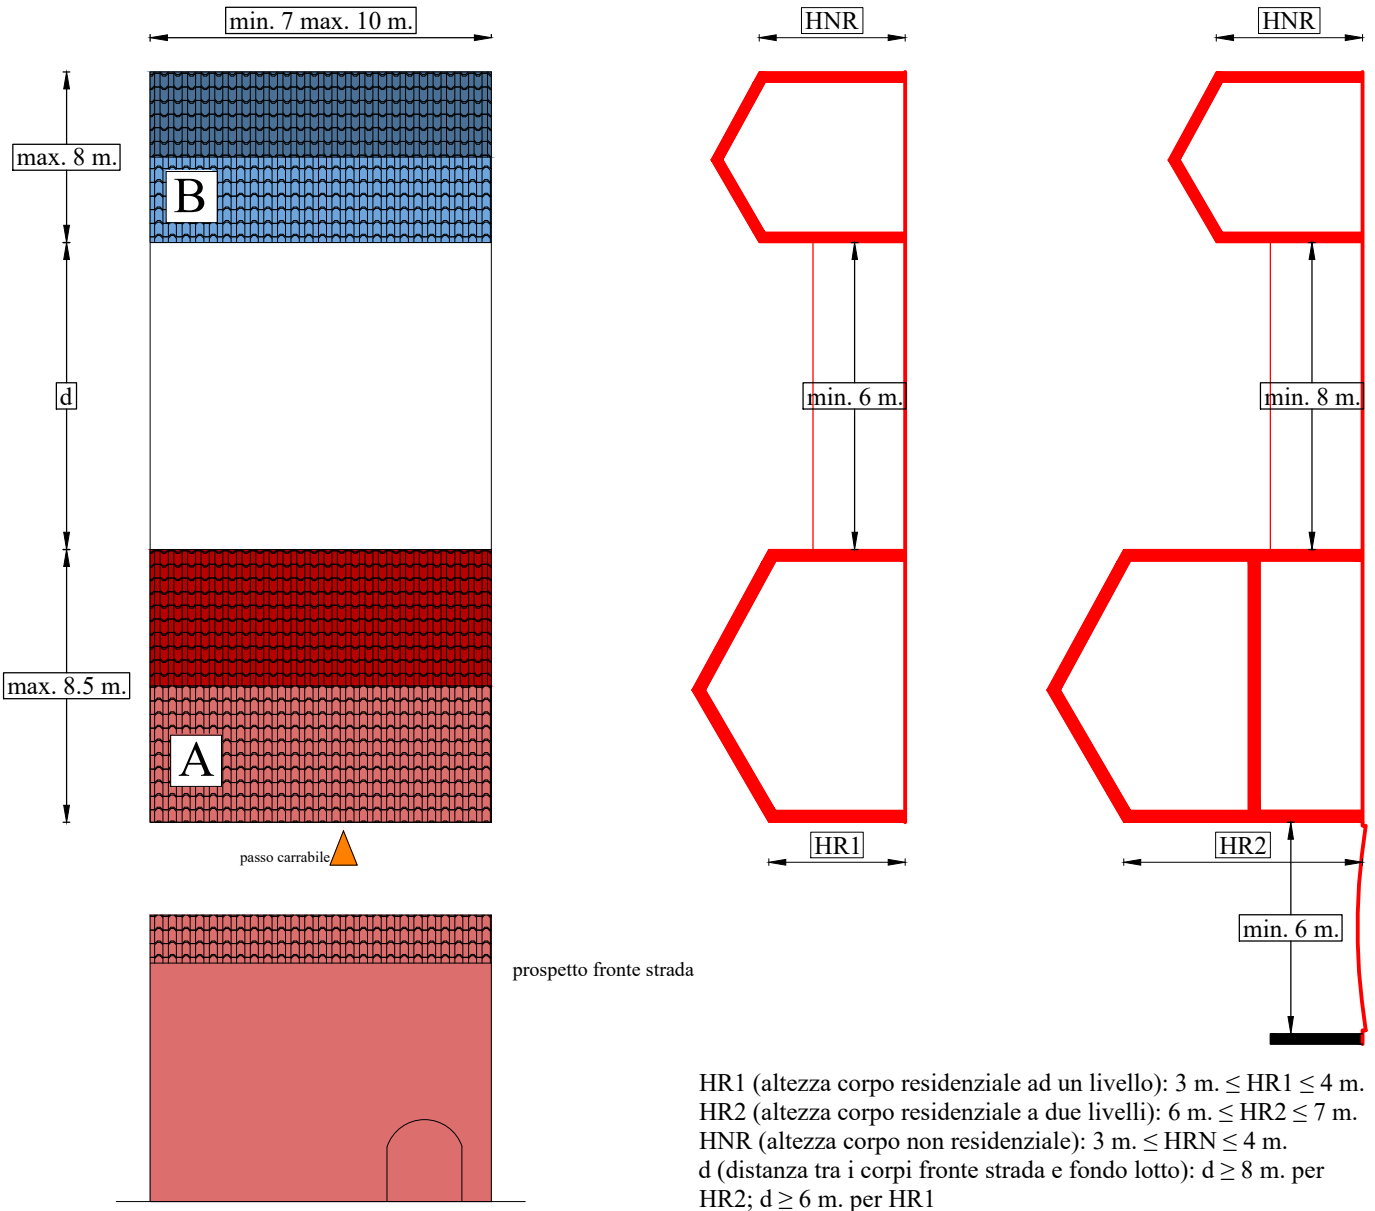 min. 7 max. 10 m.
HNR
HNR
max. 8 m.
B
d
min. 6 m.
min. 8 m.
max. 8.5 m.
A
passo carrabile
HR1
HR2
min. 6 m.
prospetto fronte strada
HR1 (altezza corpo residenziale ad un livello): 3 m. ≤ HR1 ≤ 4 m.
HR2 (altezza corpo residenziale a due livelli): 6 m. ≤ HR2 ≤ 7 m.
HNR (altezza corpo non residenziale): 3 m. ≤ HRN ≤ 4 m.
d (distanza tra i corpi fronte strada e fondo lotto): d ≥ 8 m. per
HR2; d ≥ 6 m. per HR1